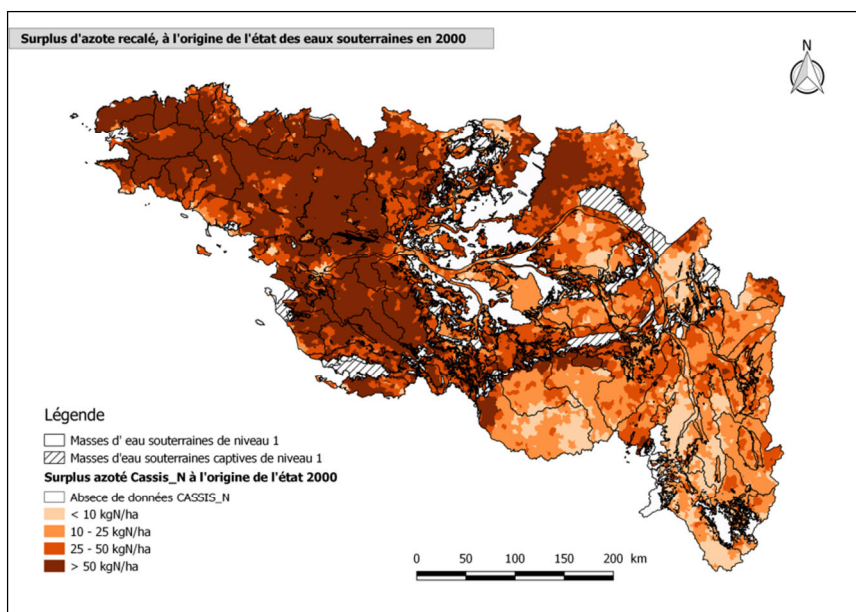 Surplus d'azote recalé, à l'origine de l'état des eaux souterraines en 2000
N
Légende
Masses d' eau souterraines de niveau 1
Masses d'eau souterraines captives de niveau 1
Surplus azoté Cassis_N à l'origine de l'état 2000
Absece de données CASSIS_N
< 10 kgN/ha
10 - 25 kgN/ha
25 - 50 kgN/ha
> 50 kgN/ha
0 50 100 150 200 km